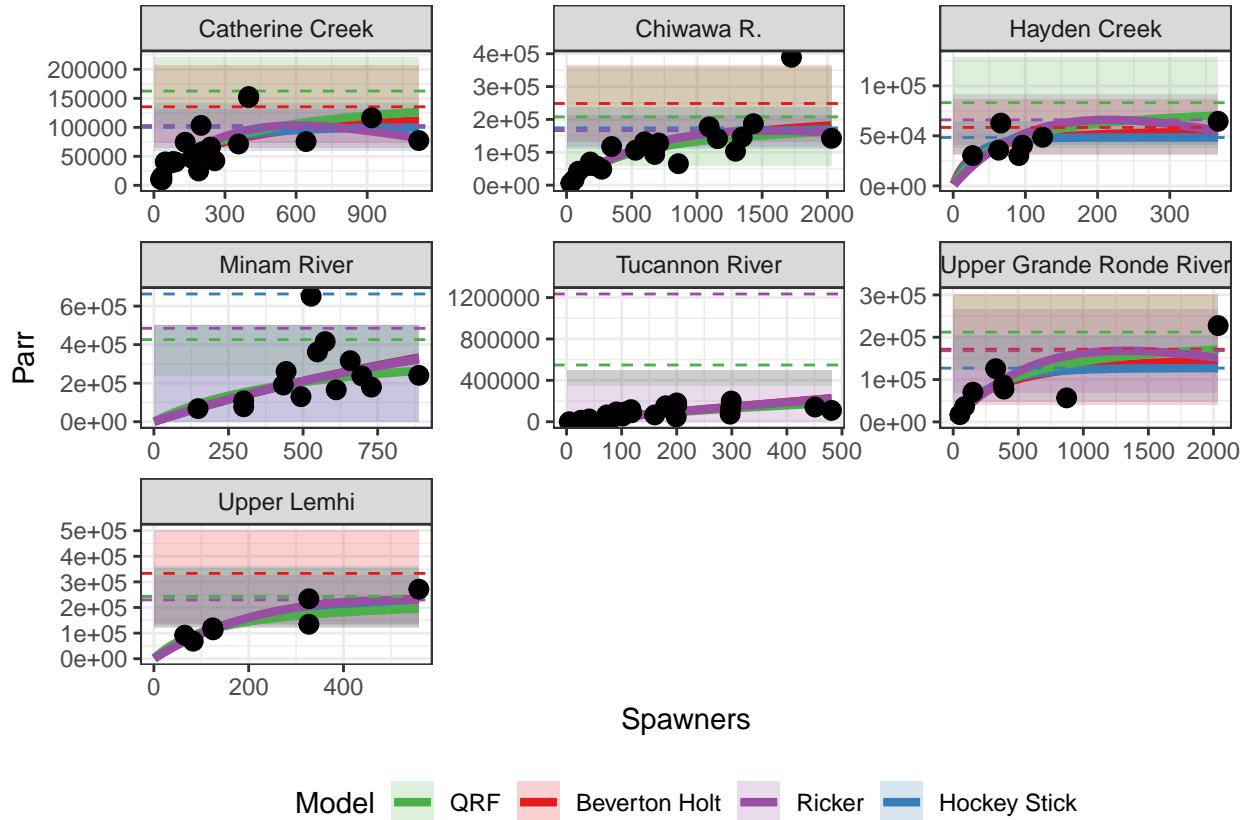 Catherine Creek
Chiwawa R.
Hayden Creek
200000
150000
100000
50000
0
0 300 600 900
4e+05
3e+05
2e+05
1e+05
0e+00
0 500 1000 1500 2000
1e+05
5e+04
0e+00
0 100 200 300
Minam River
Tucannon River
Upper Grande Ronde River
6e+05
4e+05
2e+05
0e+00
0 250 500 750
1200000
800000
400000
0
0 100 200 300 400 500
3e+05
2e+05
1e+05
0e+00
0 500 1000 1500 2000
Upper Lemhi
5e+05
4e+05
3e+05
2e+05
1e+05
0e+00
0 200 400
Parr
Spawners
Model QRF Beverton Holt Ricker Hockey Stick